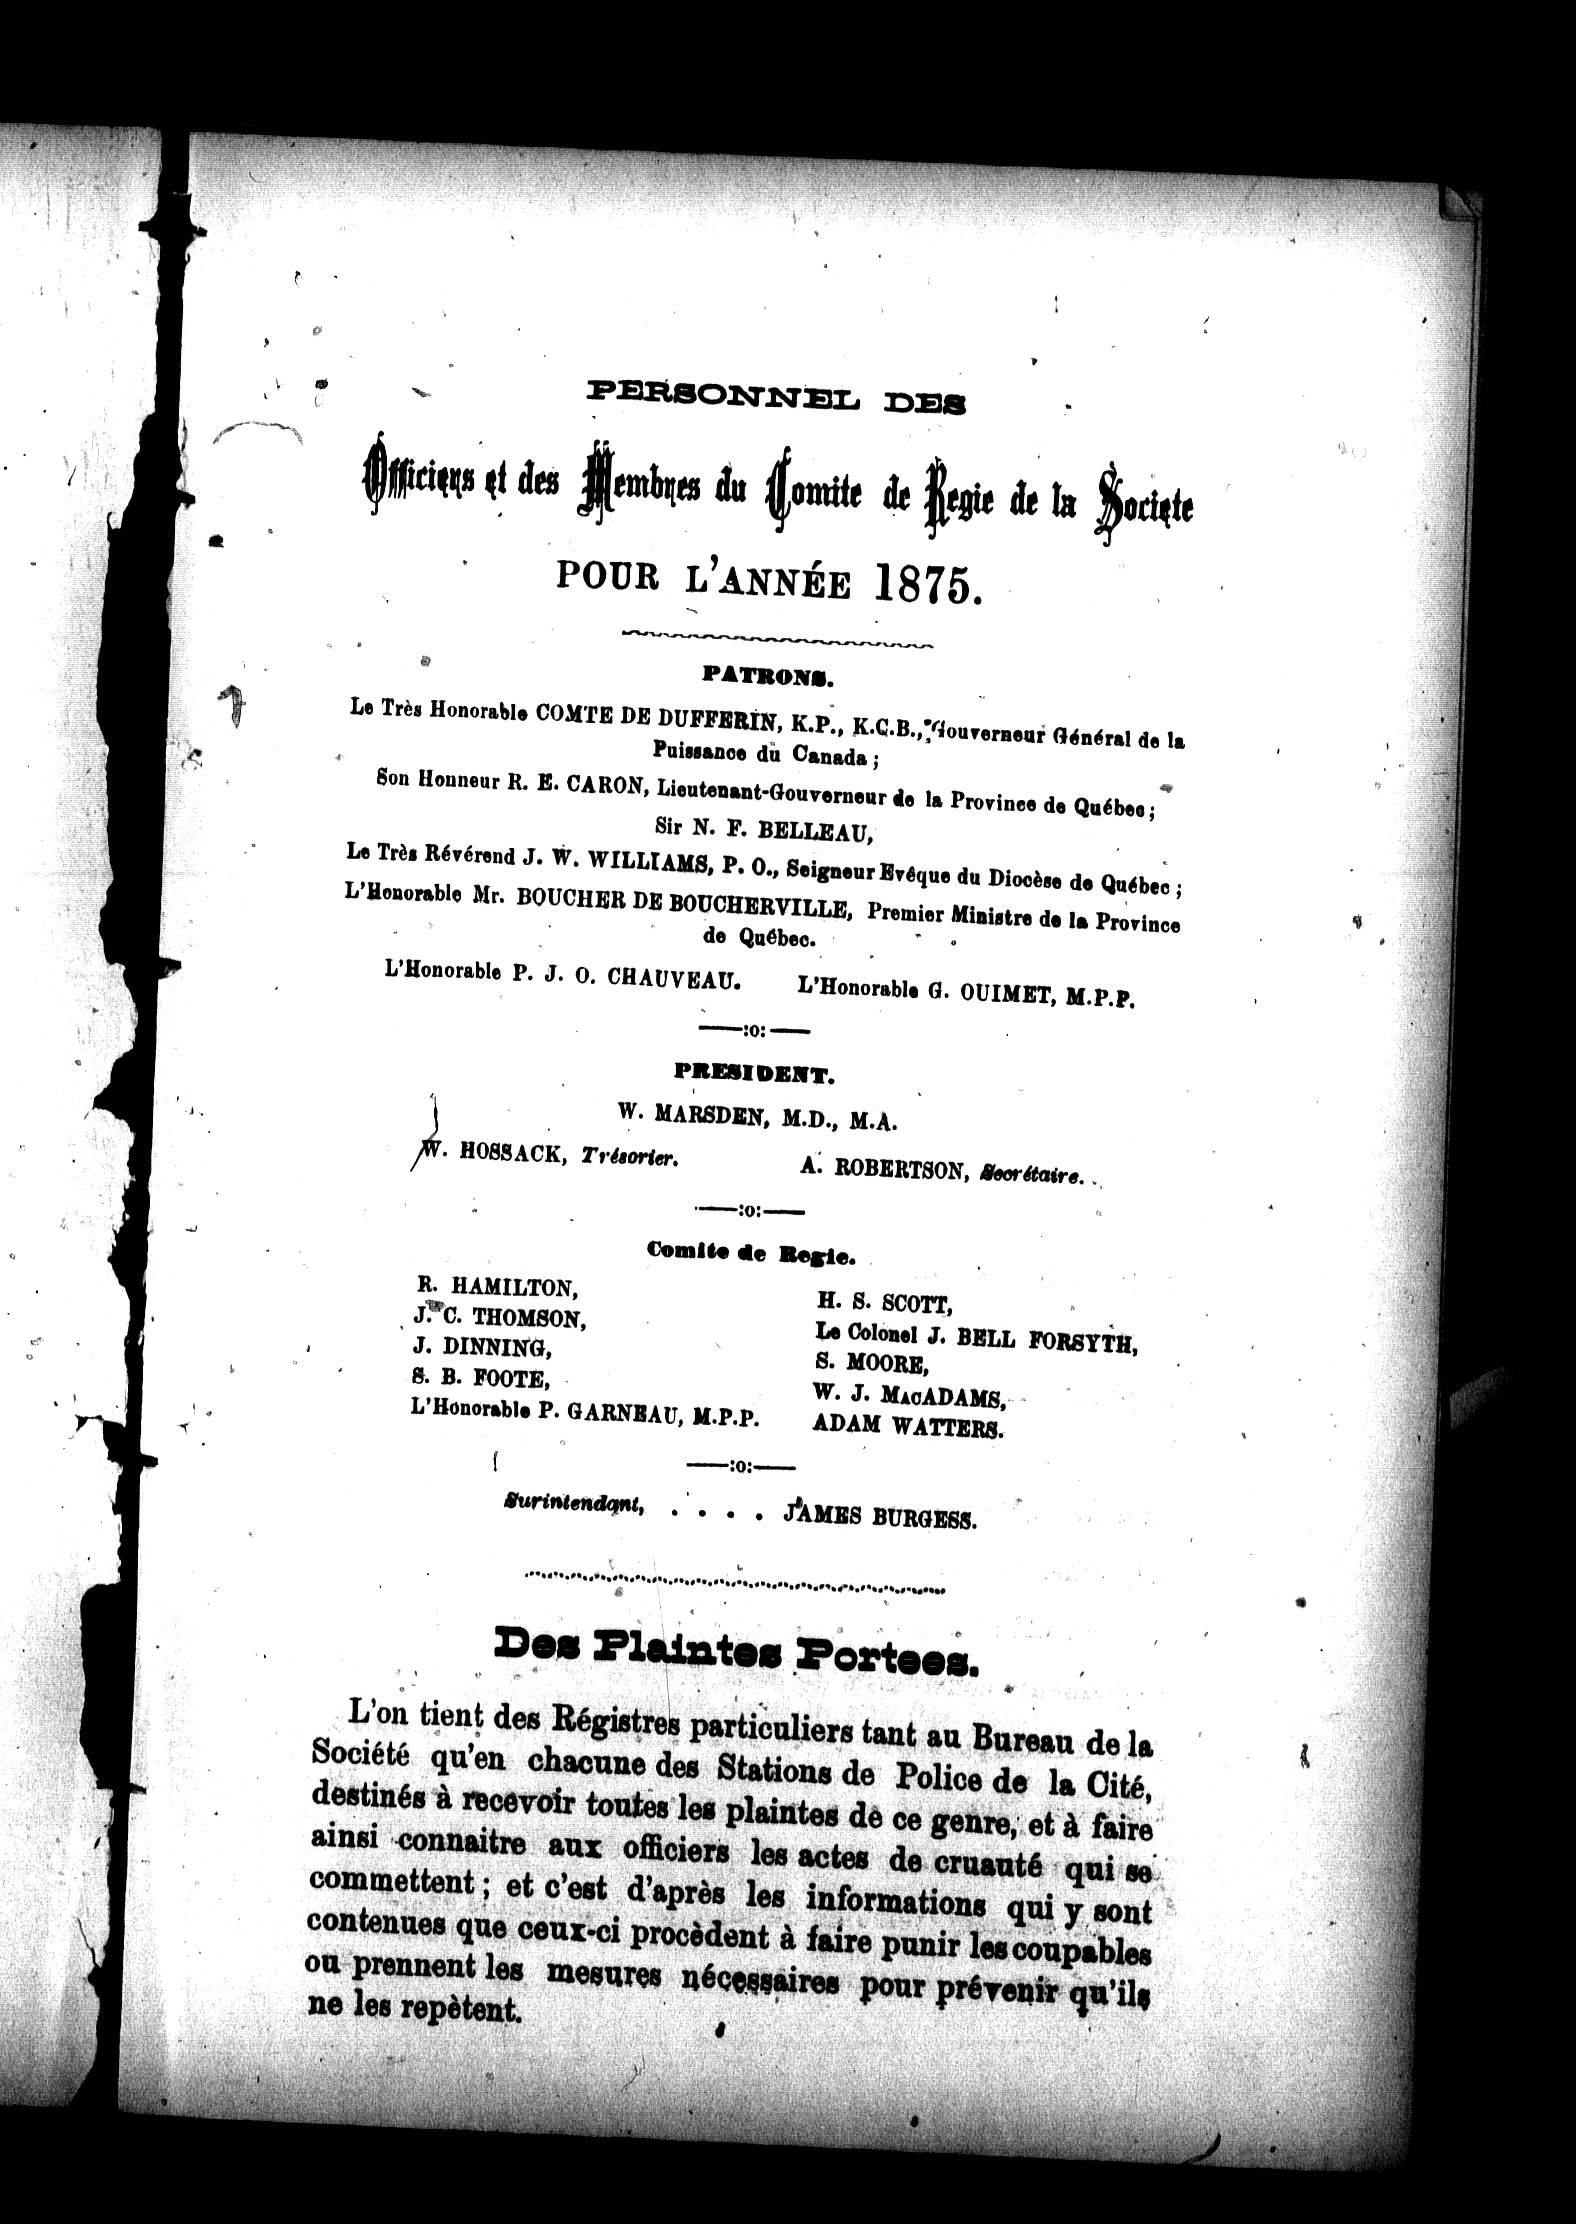 PERSONNEL DES
Officiers et des Membres du Comite de Regie de la Societe
POUR L'ANNÉE 1875.
PATRONS.
Le Très Honorable COMTE DE DUFFERIN, K.P., K.C.B., Gouverneur Général de la
Puissance du Canada ;
Son Honneur R. E. CARON, Lieutenant-Gouverneur de la Province de Québec ;
Sir N. F. BELLEAU,
Le Très Révérend J. W. WILLIAMS, P. O., Seigneur Evêque du Diocèse de Québec ;
L'Honorable Mr. BOUCHER DE BOUCHERVILLE, Premier Ministre de la Province
de Québec.
L'Honorable P. J. O. CHAUVEAU. L'Honorable G. OUIMET, M.P.P.
——:o:——
PRESIDENT.
W. MARSDEN, M.D., M.A.
W. HOSSACK, Trésorier. A. ROBERTSON, Secrétaire.
——:o:——
Comite de Regie.
R. HAMILTON,
J. C. THOMSON,
J. DINNING,
S. B. FOOTE,
L'Honorable P. GARNEAU, M.P.P.
H. S. SCOTT,
Le Colonel J. BELL FORSYTH,
S. MOORE,
W. J. MACADAMS,
ADAM WATTERS.
——:o:——
Surintendant, . . . . JAMES BURGESS.
Des Plaintes Portees.
L'on tient des Régistres particuliers tant au Bureau de la
Société qu'en chacune des Stations de Police de la Cité,
destinés à recevoir toutes les plaintes de ce genre, et à faire
ainsi connaitre aux officiers les actes de cruauté qui se
commettent ; et c'est d'après les informations qui y sont
contenues que ceux-ci procèdent à faire punir les coupables
ou prennent les mesures nécessaires pour prévenir qu'ils
ne les repètent.